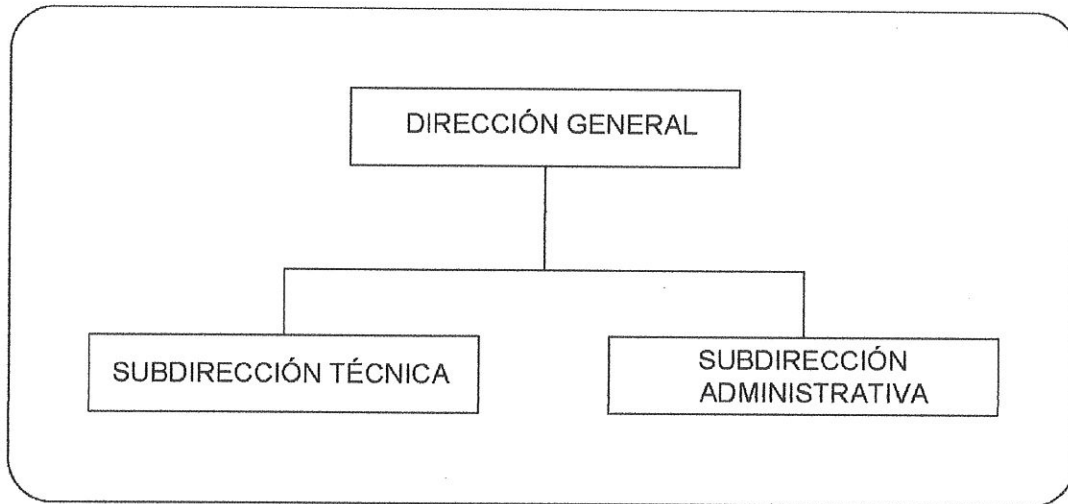 DIRECCIÓN GENERAL
SUBDIRECCIÓN TÉCNICA
SUBDIRECCIÓN
ADMINISTRATIVA